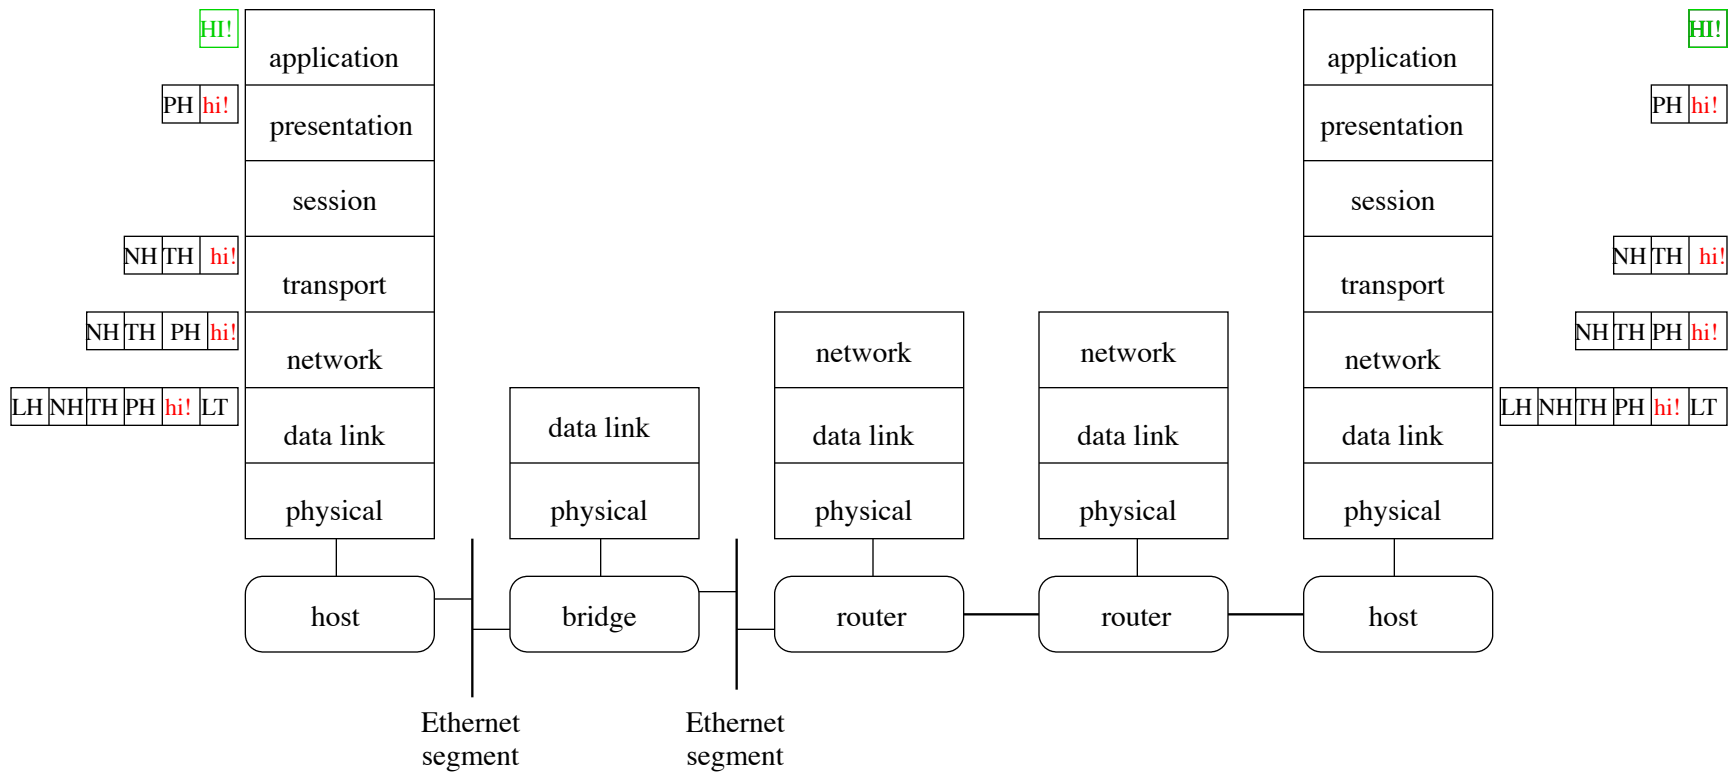 HI!
application
application
HI!
PH hi!
presentation
presentation
PH hi!
session
session
NH TH hi!
transport
transport
NH TH hi!
NH TH PH hi!
network
network
network
network
NH TH PH hi!
LH NH TH PH hi! LT
data link
data link
data link
data link
data link
LH NH TH PH hi! LT
physical
physical
physical
physical
physical
host
bridge
router
router
host
Ethernet
segment
Ethernet
segment